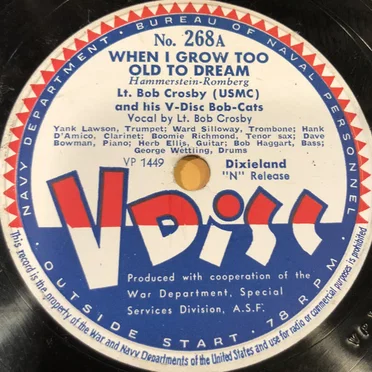 NAVY DEPARTMENT · BUREAU OF NAVAL PERSONNEL
No. 268A
WHEN I GROW TOO
OLD TO DREAM
Hammerstein-Romberg
Lt. Bob Crosby (USMC)
and his V-Disc Bob-Cats
Vocal by Lt. Bob Crosby
Yank Lawson, Trumpet; Ward Silloway, Trombone; Hank
D'Amico, Clarinet; Boomie Richmond, Tenor sax; Dave
Bowman, Piano; Herb Ellis, Guitar; Bob Haggart, Bass;
George Wettling, Drums
VP 1449
Dixieland
"N" Release
V DISC
Produced with cooperation of the
War Department, Special
Services Division, A.S.F.
· OUTSIDE START · 78 RPM ·
This record is the property of the War and Navy Departments of the United States and use for radio or commercial purposes is prohibited